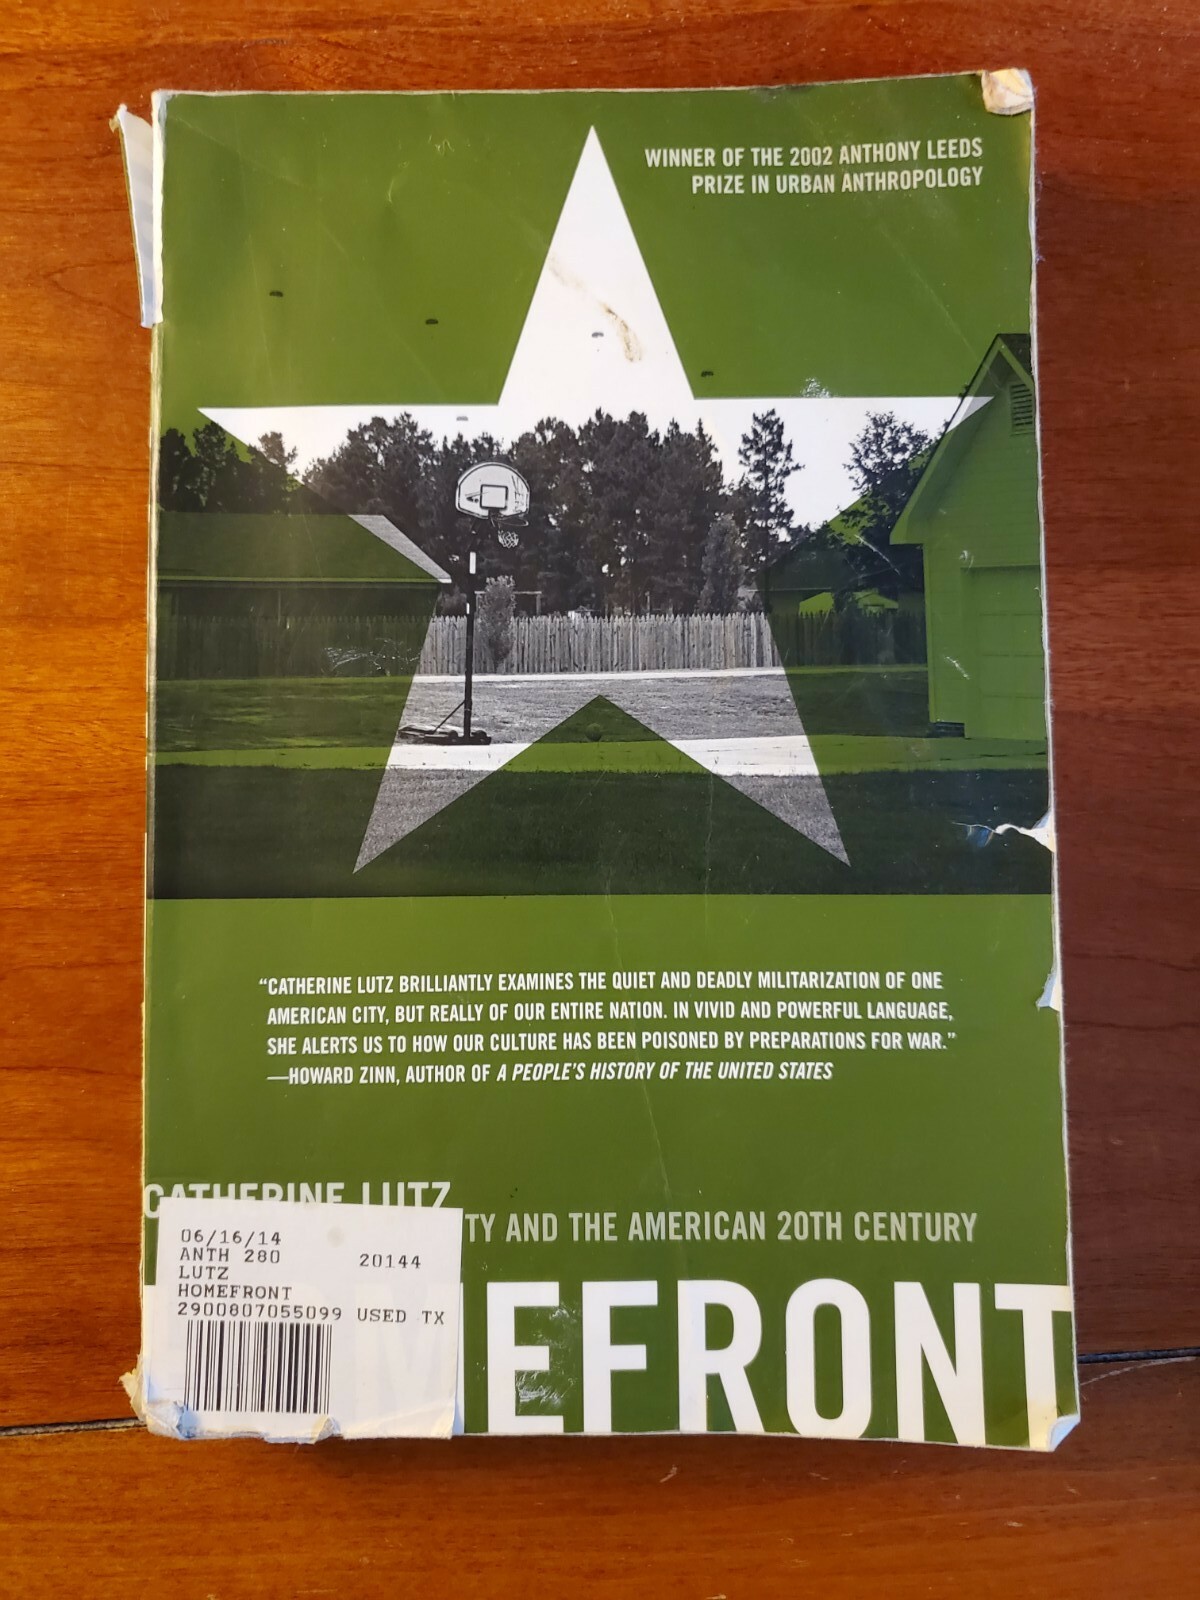 WINNER OF THE 2002 ANTHONY LEEDS
PRIZE IN URBAN ANTHROPOLOGY
“CATHERINE LUTZ BRILLIANTLY EXAMINES THE QUIET AND DEADLY MILITARIZATION OF ONE
AMERICAN CITY, BUT REALLY OF OUR ENTIRE NATION. IN VIVID AND POWERFUL LANGUAGE,
SHE ALERTS US TO HOW OUR CULTURE HAS BEEN POISONED BY PREPARATIONS FOR WAR.”
—HOWARD ZINN, AUTHOR OF A PEOPLE’S HISTORY OF THE UNITED STATES
CATHERINE LUTZ
TY AND THE AMERICAN 20TH CENTURY
MEFRONT
06/16/14
ANTH 280 20144
LUTZ
HOMEFRONT
2900807055099 USED TX